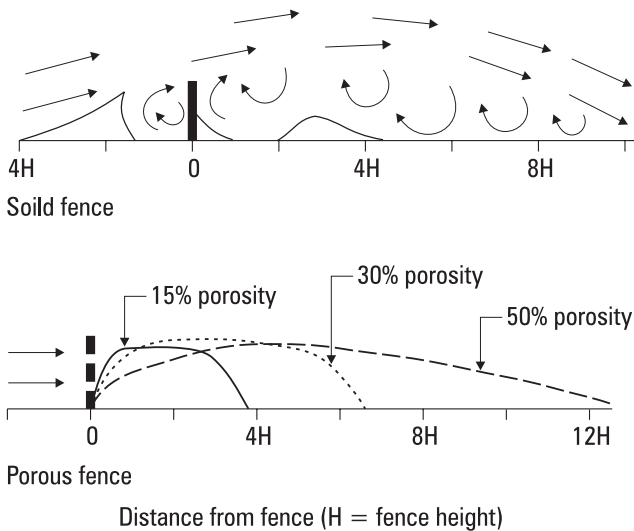 4H 0 4H 8H
Soild fence
15% porosity
30% porosity
50% porosity
0 4H 8H 12H
Porous fence
Distance from fence (H = fence height)